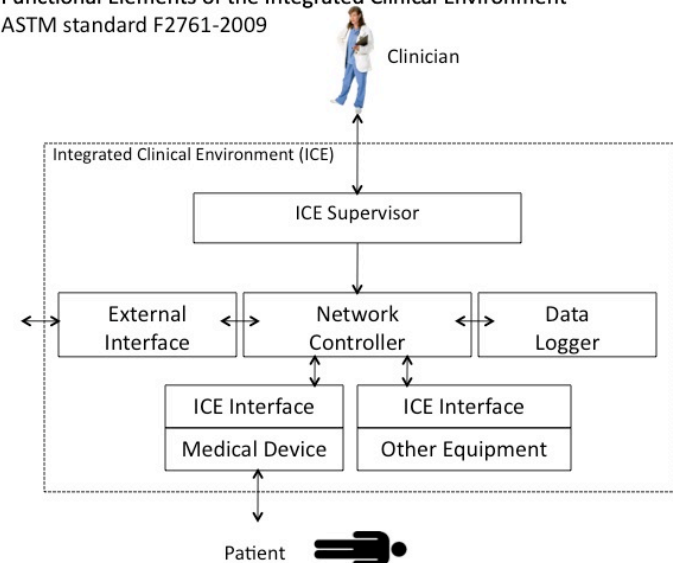 Functional Elements of the Integrated Clinical Environment
ASTM standard F2761-2009
Clinician
Integrated Clinical Environment (ICE)
ICE Supervisor
External
Interface
Network
Controller
Data
Logger
ICE Interface
Medical Device
ICE Interface
Other Equipment
Patient